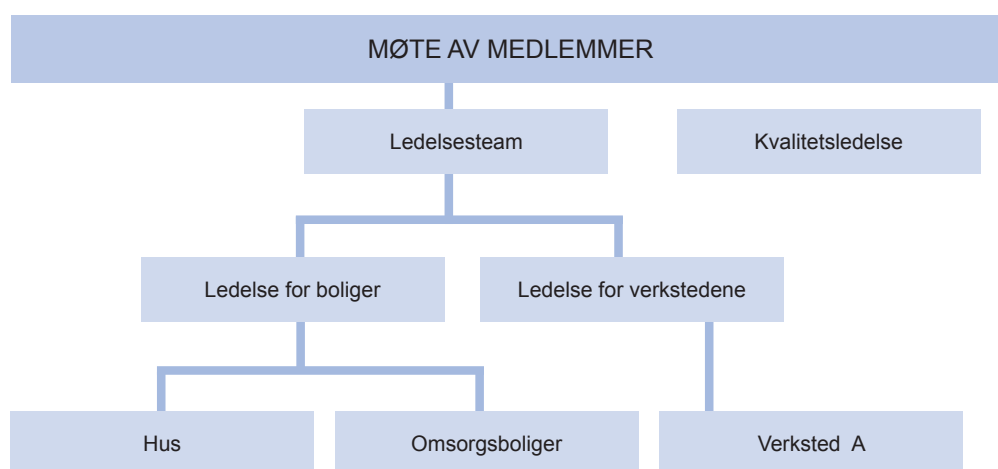 MØTE AV MEDLEMMER
Ledelsesteam
Kvalitetsledelse
Ledelse for boliger
Ledelse for verkstedene
Hus
Omsorgsboliger
Verksted A